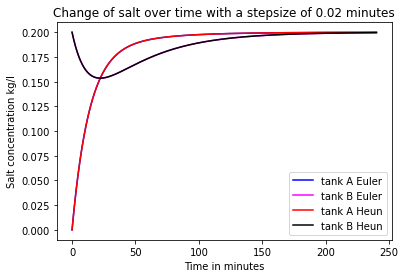 Change of salt over time with a stepsize of 0.02 minutes
Salt concentration kg/l
0.200
0.175
0.150
0.125
0.100
0.075
0.050
0.025
0.000
tank A Euler
tank B Euler
tank A Heun
tank B Heun
0 50 100 150 200 250
Time in minutes